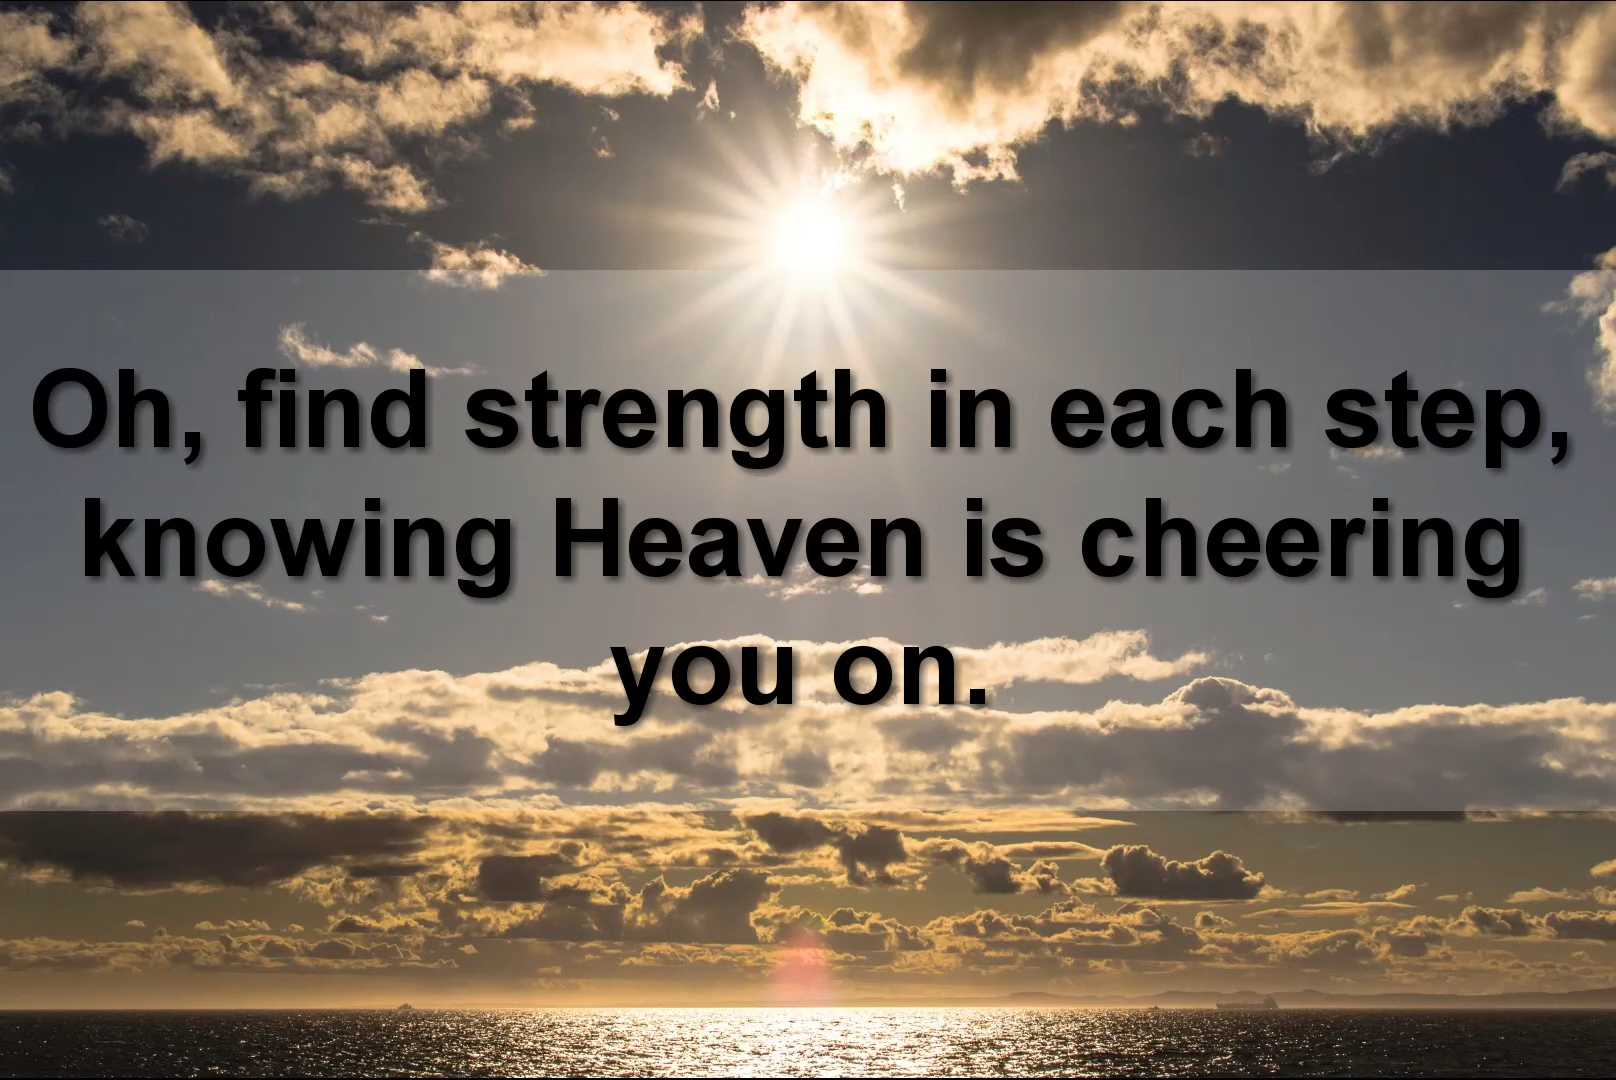 Oh, find strength in each step,
knowing Heaven is cheering
you on.